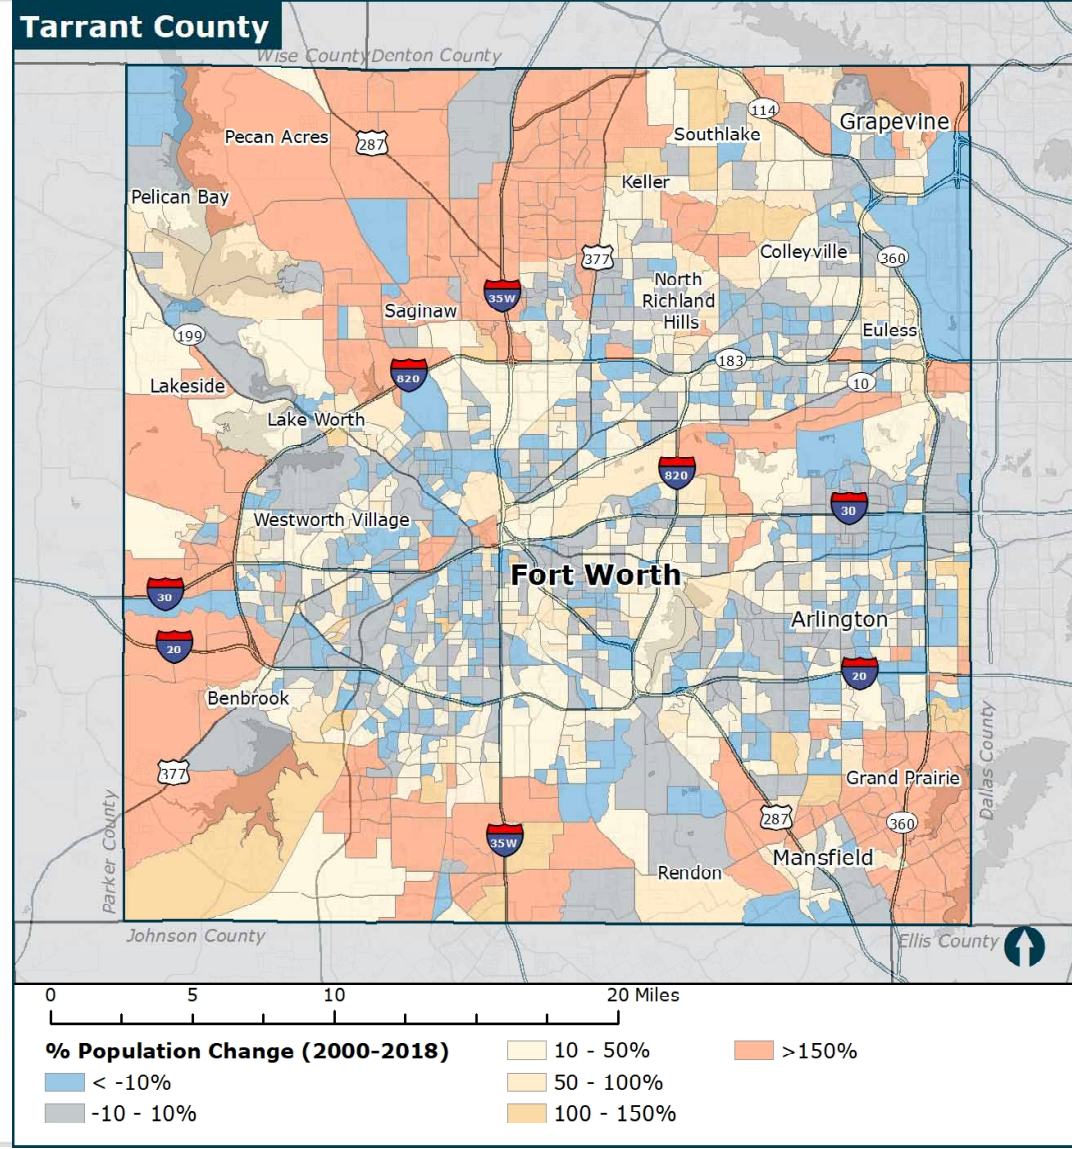 Tarrant County
Wise County
Denton County
114
Grapevine
Pecan Acres
287
Southlake
Keller
Pelican Bay
Colleyville
377
360
North
Richland
Hills
35W
Saginaw
Euless
199
183
820
10
Lakeside
Lake Worth
820
30
Westworth Village
Fort Worth
30
Arlington
20
20
Benbrook
Dallas County
377
Grand Prairie
Parker County
287
360
35W
Mansfield
Rendon
Johnson County
Ellis County
0 5 10 20 Miles
% Population Change (2000-2018)
< -10%
-10 - 10%
10 - 50%
50 - 100%
100 - 150%
>150%